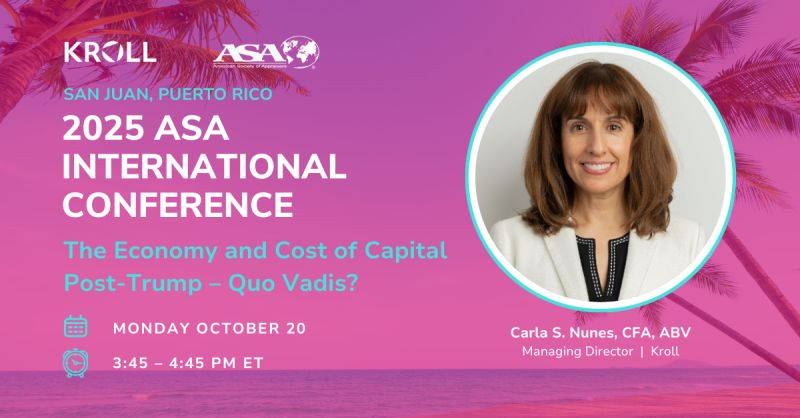 KROLL
ASA
American Society of Appraisers
SAN JUAN, PUERTO RICO
2025 ASA
INTERNATIONAL
CONFERENCE
The Economy and Cost of Capital
Post-Trump – Quo Vadis?
MONDAY OCTOBER 20
3:45 – 4:45 PM ET
Carla S. Nunes, CFA, ABV
Managing Director | Kroll